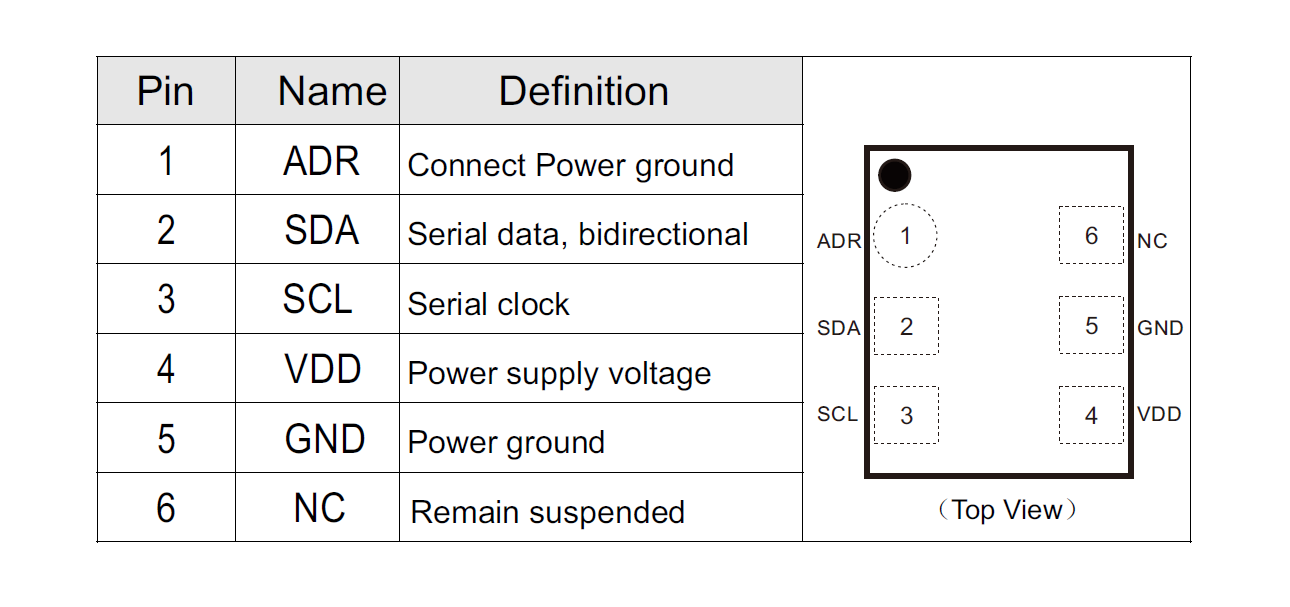 Pin Name Definition
1 ADR Connect Power ground
2 SDA Serial data, bidirectional
3 SCL Serial clock
4 VDD Power supply voltage
5 GND Power ground
6 NC Remain suspended
ADR 1 6 NC
SDA 2 5 GND
SCL 3 4 VDD
（Top View）